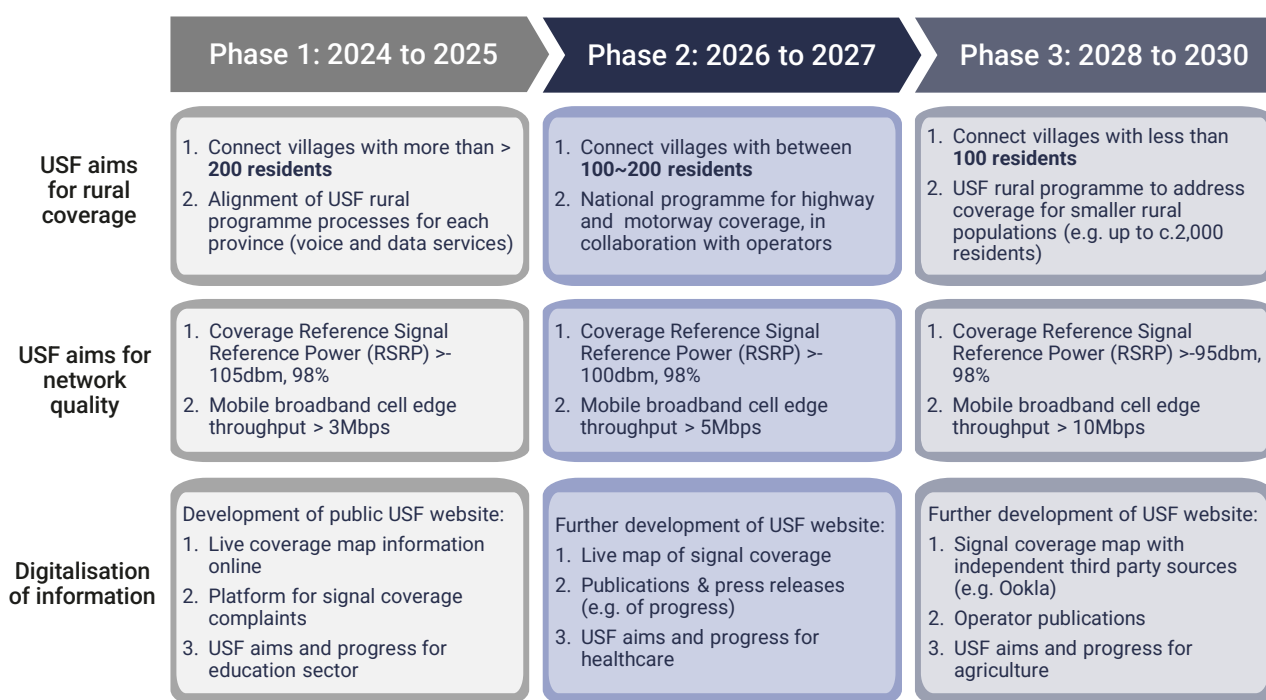 Phase 1: 2024 to 2025
Phase 2: 2026 to 2027
Phase 3: 2028 to 2030
USF aims
for rural
coverage
1. Connect villages with more than >
200 residents
2. Alignment of USF rural
programme processes for each
province (voice and data services)
1. Connect villages with between
100~200 residents
2. National programme for highway
and motorway coverage, in
collaboration with operators
1. Connect villages with less than
100 residents
2. USF rural programme to address
coverage for smaller rural
populations (e.g. up to c.2,000
residents)
USF aims for
network
quality
1. Coverage Reference Signal
Reference Power (RSRP) >-
105dbm, 98%
2. Mobile broadband cell edge
throughput > 3Mbps
1. Coverage Reference Signal
Reference Power (RSRP) >-
100dbm, 98%
2. Mobile broadband cell edge
throughput > 5Mbps
1. Coverage Reference Signal
Reference Power (RSRP) >-95dbm,
98%
2. Mobile broadband cell edge
throughput > 10Mbps
Digitalisation
of information
Development of public USF website:
1. Live coverage map information
online
2. Platform for signal coverage
complaints
3. USF aims and progress for
education sector
Further development of USF website:
1. Live map of signal coverage
2. Publications & press releases
(e.g. of progress)
3. USF aims and progress for
healthcare
Further development of USF website:
1. Signal coverage map with
independent third party sources
(e.g. Ookla)
2. Operator publications
3. USF aims and progress for
agriculture